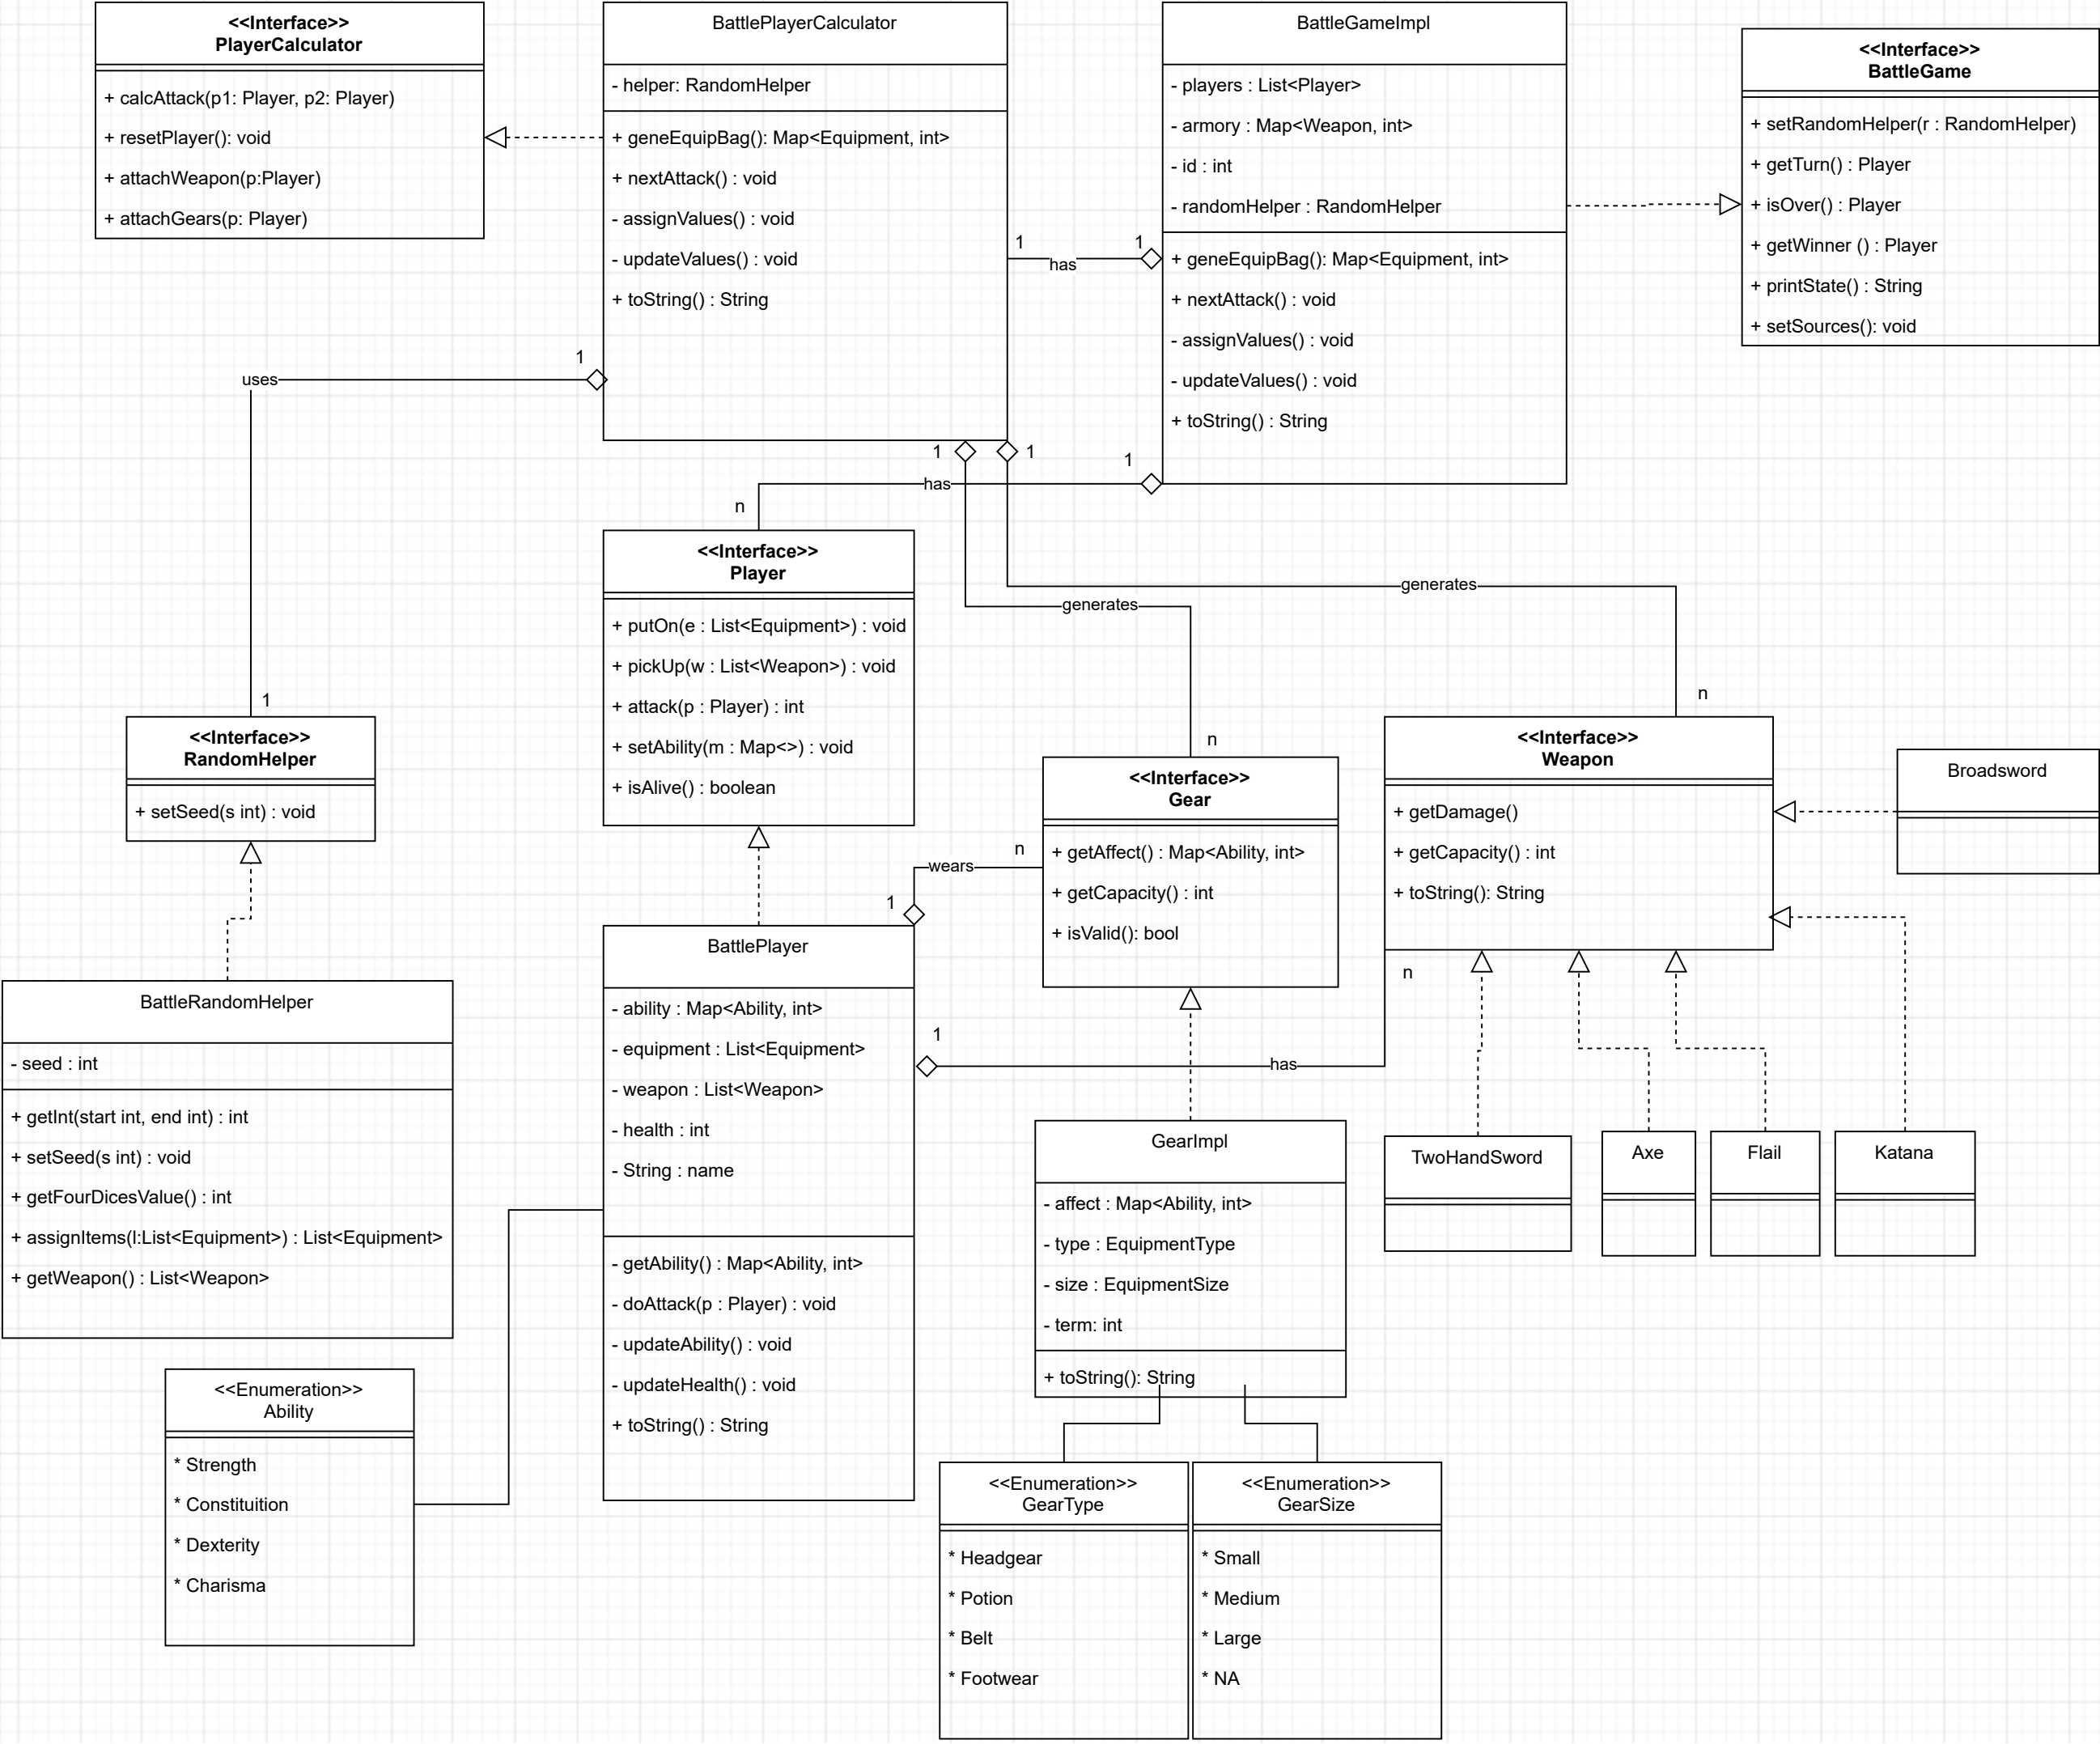 <<Interface>>
PlayerCalculator
+ calcAttack(p1: Player, p2: Player)
+ resetPlayer(): void
+ attachWeapon(p:Player)
+ attachGears(p: Player)
BattlePlayerCalculator
- helper: RandomHelper
+ geneEquipBag(): Map<Equipment, int>
+ nextAttack() : void
- assignValues() : void
- updateValues() : void
+ toString() : String
BattleGameImpl
- players : List<Player>
- armory : Map<Weapon, int>
- id : int
- randomHelper : RandomHelper
+ geneEquipBag(): Map<Equipment, int>
+ nextAttack() : void
- assignValues() : void
- updateValues() : void
+ toString() : String
<<Interface>>
BattleGame
+ setRandomHelper(r : RandomHelper)
+ getTurn() : Player
+ isOver() : Player
+ getWinner () : Player
+ printState() : String
+ setSources(): void
1
has
1
1
uses
1
1
1
1
has
n
generates
generates
n
n
<<Interface>>
Player
+ putOn(e : List<Equipment>) : void
+ pickUp(w : List<Weapon>) : void
+ attack(p : Player) : int
+ setAbility(m : Map<>) : void
+ isAlive() : boolean
<<Interface>>
RandomHelper
+ setSeed(s int) : void
<<Interface>>
Gear
+ getAffect() : Map<Ability, int>
+ getCapacity() : int
+ isValid(): bool
<<Interface>>
Weapon
+ getDamage()
+ getCapacity() : int
+ toString(): String
Broadsword
wears
n
1
n
1
has
BattleRandomHelper
- seed : int
+ getInt(start int, end int) : int
+ setSeed(s int) : void
+ getFourDicesValue() : int
+ assignItems(l:List<Equipment>) : List<Equipment>
+ getWeapon() : List<Weapon>
BattlePlayer
- ability : Map<Ability, int>
- equipment : List<Equipment>
- weapon : List<Weapon>
- health : int
- String : name
- getAbility() : Map<Ability, int>
- doAttack(p : Player) : void
- updateAbility() : void
- updateHealth() : void
+ toString() : String
GearImpl
- affect : Map<Ability, int>
- type : EquipmentType
- size : EquipmentSize
- term: int
+ toString(): String
TwoHandSword
Axe
Flail
Katana
<<Enumeration>>
Ability
* Strength
* Constituition
* Dexterity
* Charisma
<<Enumeration>>
GearType
* Headgear
* Potion
* Belt
* Footwear
<<Enumeration>>
GearSize
* Small
* Medium
* Large
* NA